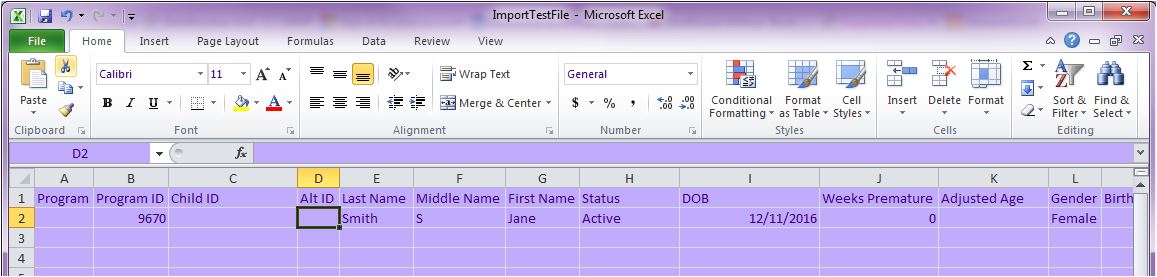 ImportTestFile - Microsoft Excel
File Home Insert Page Layout Formulas Data Review View
Calibri 11 Wrap Text General
Paste B I U Merge & Center $ % , Conditional Formatting Format as Table Cell Styles Insert Delete Format Sort & Filter Find & Select
Clipboard Font Alignment Number Styles Cells Editing
D2 fx
A B C D E F G H I J K L
1 Program Program ID Child ID Alt ID Last Name Middle Name First Name Status DOB Weeks Premature Adjusted Age Gender Birth
2 9670 Smith S Jane Active 12/11/2016 0 Female
3
4